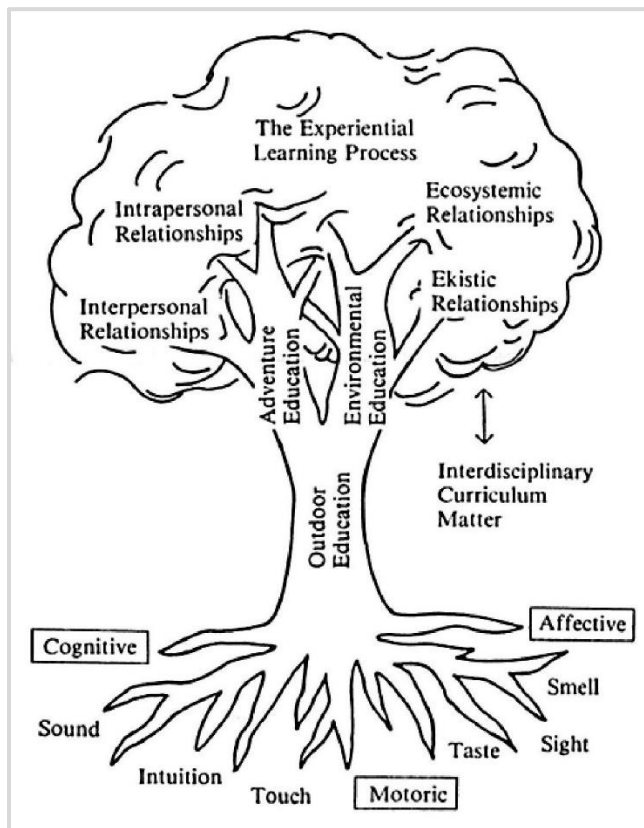 The Experiential
Learning Process
Intrapersonal
Relationships
Ecosystemic
Relationships
Interpersonal
Relationships
Ekistic
Relationships
Adventure
Education
Environmental
Education
Interdisciplinary
Curriculum
Matter
Outdoor
Education
Cognitive
Affective
Smell
Sound
Sight
Taste
Intuition
Touch
Motoric